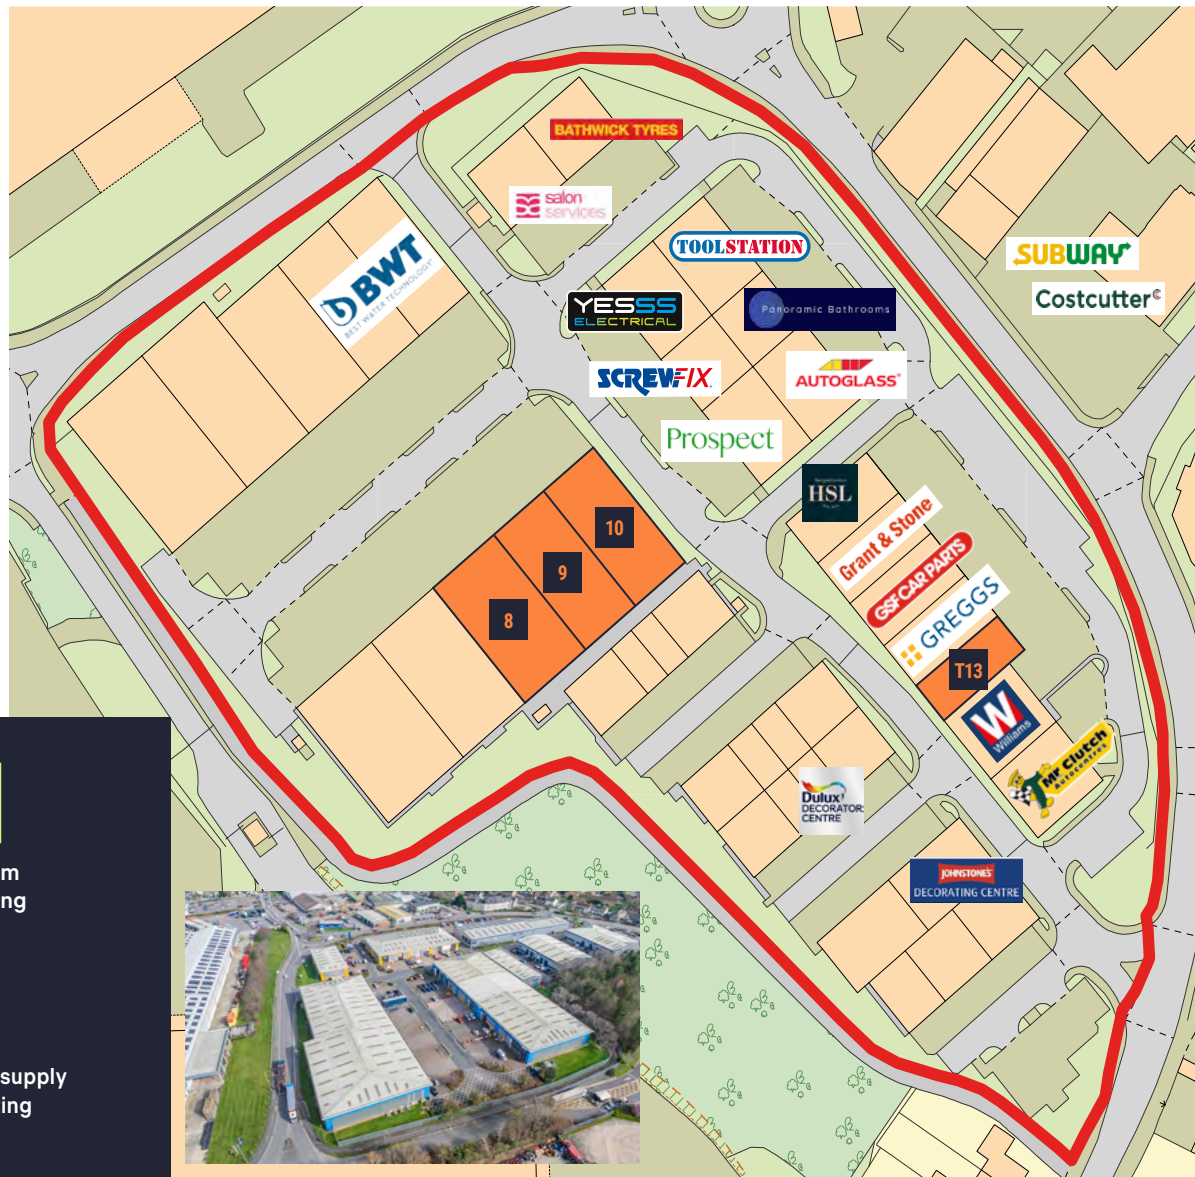 BATHWICK TYRES
salon
services
TOOLSTATION
BWT
BEST WATER TECHNOLOGY
SUBWAY
Costcutter
YESSS
ELECTRICAL
Panoramic Bathrooms
SCREWFIX
AUTOGLASS
Prospect
HSL
Grant & Stone
GSF CAR PARTS
GREGGS
10
9
8
T13
W
Williams
Mr Clutch
Autocentres
Dulux
DECORATOR
CENTRE
JOHNSTONE'S
DECORATING CENTRE
m
ng
supply
ing